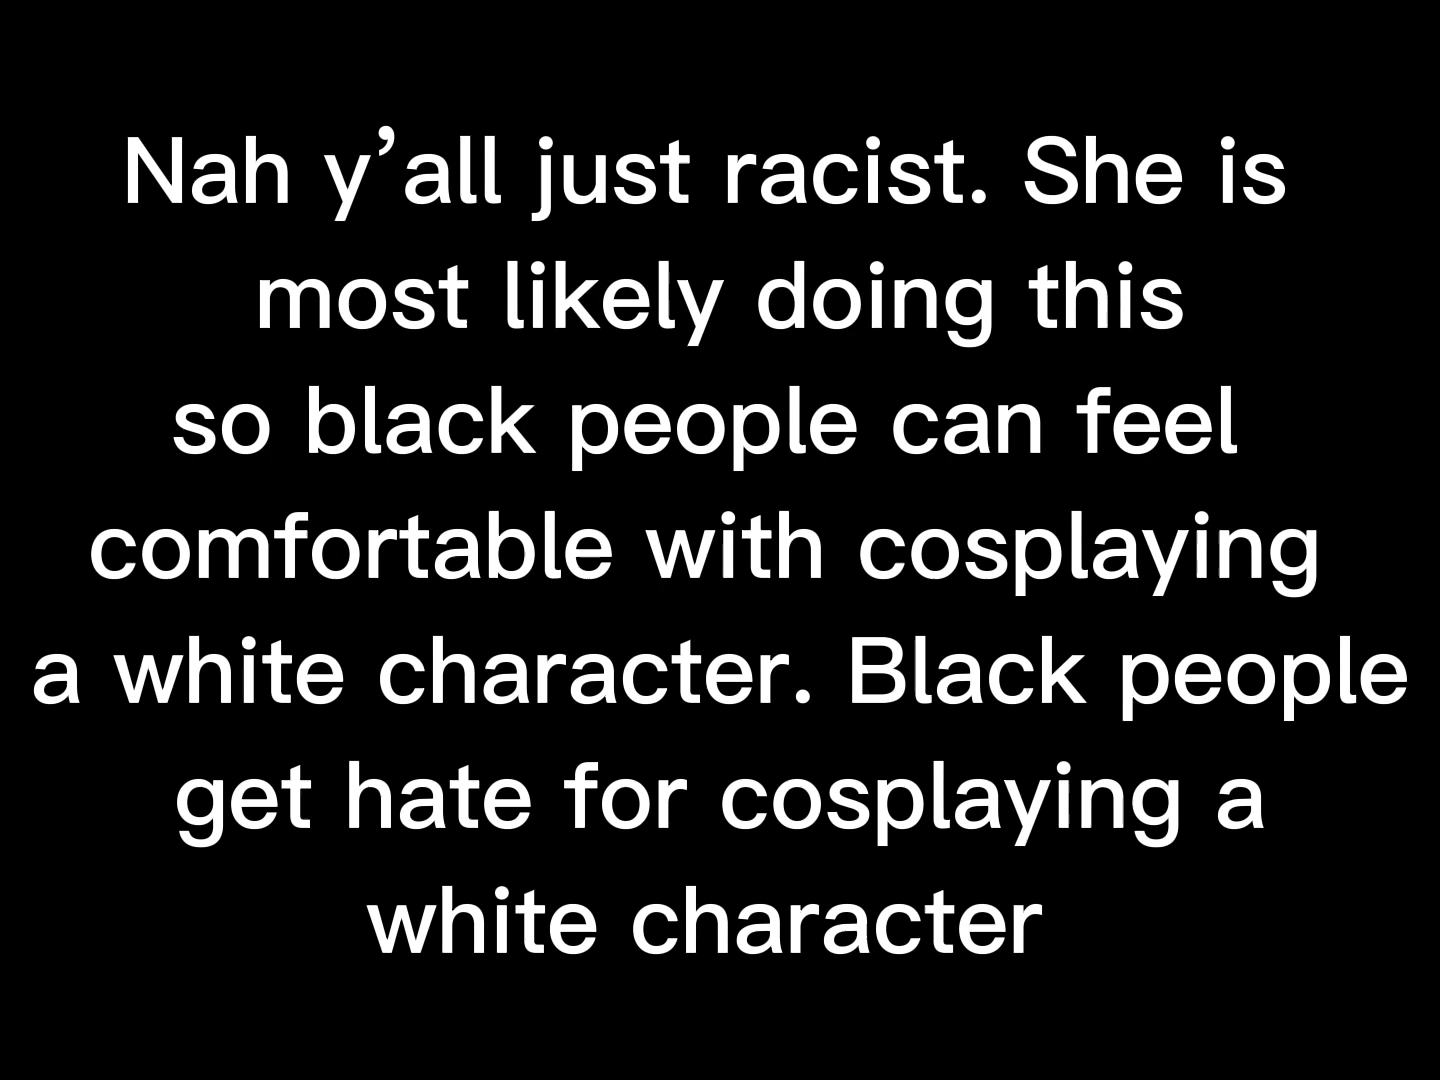 Nah y’all just racist. She is
most likely doing this
so black people can feel
comfortable with cosplaying
a white character. Black people
get hate for cosplaying a
white character